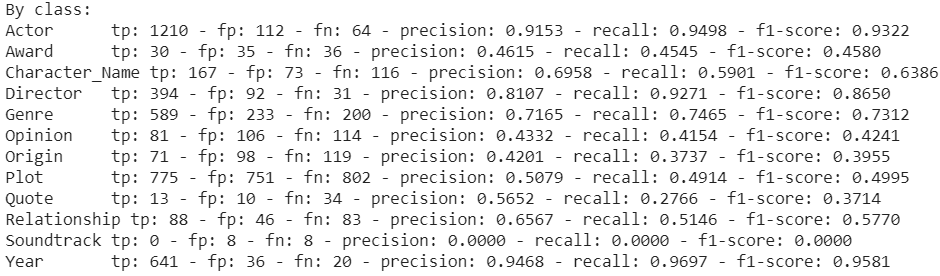 By class:
Actor tp: 1210 - fp: 112 - fn: 64 - precision: 0.9153 - recall: 0.9498 - f1-score: 0.9322
Award tp: 30 - fp: 35 - fn: 36 - precision: 0.4615 - recall: 0.4545 - f1-score: 0.4580
Character_Name tp: 167 - fp: 73 - fn: 116 - precision: 0.6958 - recall: 0.5901 - f1-score: 0.6386
Director tp: 394 - fp: 92 - fn: 31 - precision: 0.8107 - recall: 0.9271 - f1-score: 0.8650
Genre tp: 589 - fp: 233 - fn: 200 - precision: 0.7165 - recall: 0.7465 - f1-score: 0.7312
Opinion tp: 81 - fp: 106 - fn: 114 - precision: 0.4332 - recall: 0.4154 - f1-score: 0.4241
Origin tp: 71 - fp: 98 - fn: 119 - precision: 0.4201 - recall: 0.3737 - f1-score: 0.3955
Plot tp: 775 - fp: 751 - fn: 802 - precision: 0.5079 - recall: 0.4914 - f1-score: 0.4995
Quote tp: 13 - fp: 10 - fn: 34 - precision: 0.5652 - recall: 0.2766 - f1-score: 0.3714
Relationship tp: 88 - fp: 46 - fn: 83 - precision: 0.6567 - recall: 0.5146 - f1-score: 0.5770
Soundtrack tp: 0 - fp: 8 - fn: 8 - precision: 0.0000 - recall: 0.0000 - f1-score: 0.0000
Year tp: 641 - fp: 36 - fn: 20 - precision: 0.9468 - recall: 0.9697 - f1-score: 0.9581